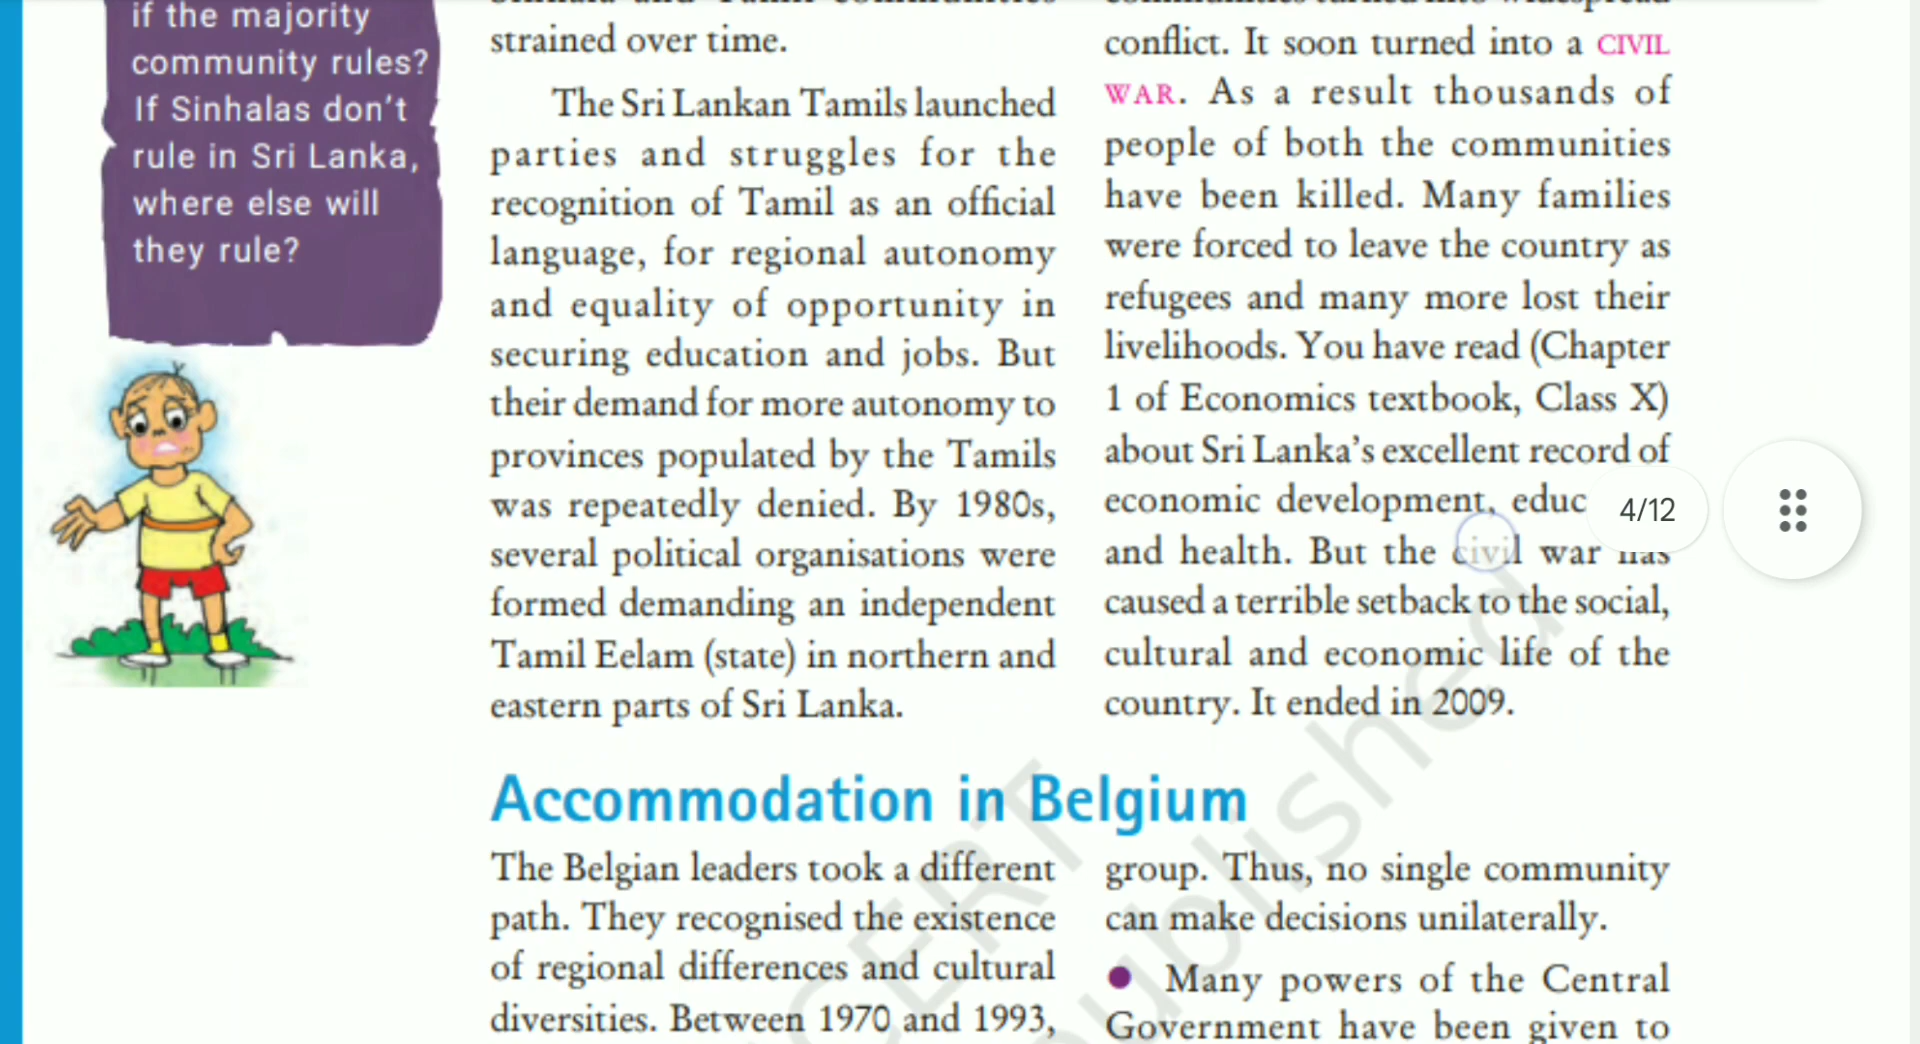 if the majority
community rules?
If Sinhalas don't
rule in Sri Lanka,
where else will
they rule?
strained over time.
The Sri Lankan Tamils launched
parties and struggles for the
recognition of Tamil as an official
language, for regional autonomy
and equality of opportunity in
securing education and jobs. But
their demand for more autonomy to
provinces populated by the Tamils
was repeatedly denied. By 1980s,
several political organisations were
formed demanding an independent
Tamil Eelam (state) in northern and
eastern parts of Sri Lanka.
conflict. It soon turned into a CIVIL
WAR. As a result thousands of
people of both the communities
have been killed. Many families
were forced to leave the country as
refugees and many more lost their
livelihoods. You have read (Chapter
1 of Economics textbook, Class X)
about Sri Lanka's excellent record of
economic development, educ
and health. But the civil war has
caused a terrible setback to the social,
cultural and economic life of the
country. It ended in 2009.
4/12
Accommodation in Belgium
The Belgian leaders took a different
path. They recognised the existence
of regional differences and cultural
diversities. Between 1970 and 1993,
group. Thus, no single community
can make decisions unilaterally.
● Many powers of the Central
Government have been given to